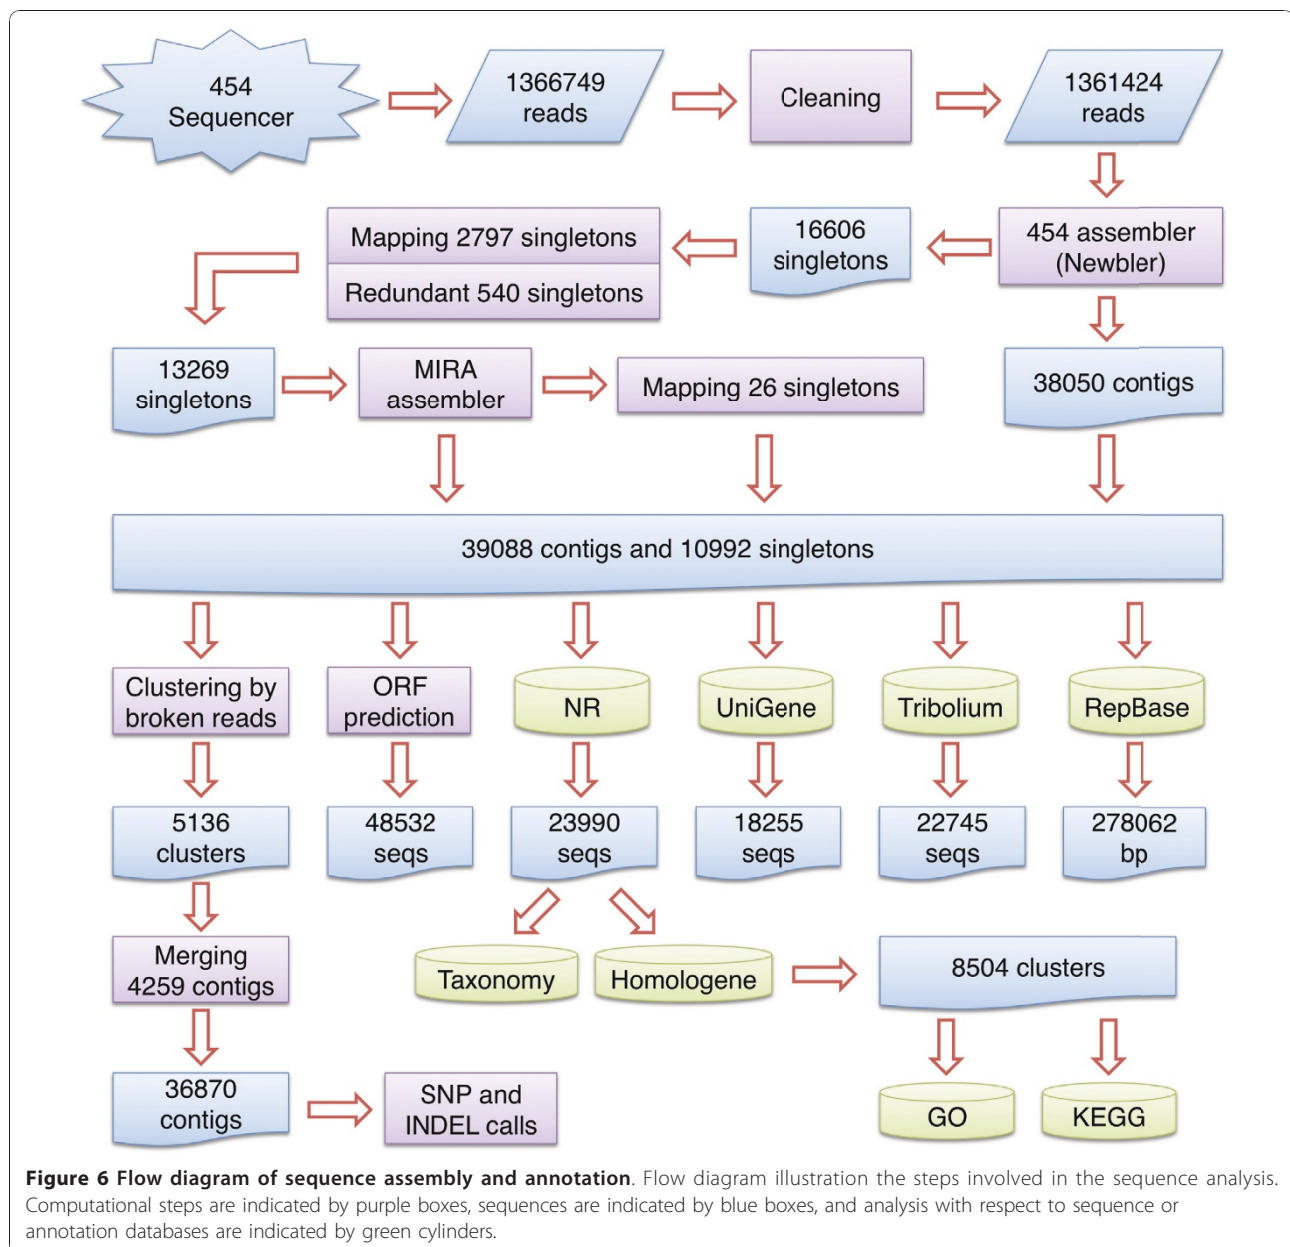 454
Sequencer
1366749
reads
Cleaning
1361424
reads
Mapping 2797 singletons
Redundant 540 singletons
16606
singletons
454 assembler
(Newbler)
13269
singletons
MIRA
assembler
Mapping 26 singletons
38050 contigs
39088 contigs and 10992 singletons
Clustering by
broken reads
ORF
prediction
NR
UniGene
Tribolium
RepBase
5136
clusters
48532
seqs
23990
seqs
18255
seqs
22745
seqs
278062
bp
Merging
4259 contigs
Taxonomy
Homologene
8504 clusters
36870
contigs
SNP and
INDEL calls
GO
KEGG
Figure 6 Flow diagram of sequence assembly and annotation. Flow diagram illustration the steps involved in the sequence analysis.
Computational steps are indicated by purple boxes, sequences are indicated by blue boxes, and analysis with respect to sequence or
annotation databases are indicated by green cylinders.